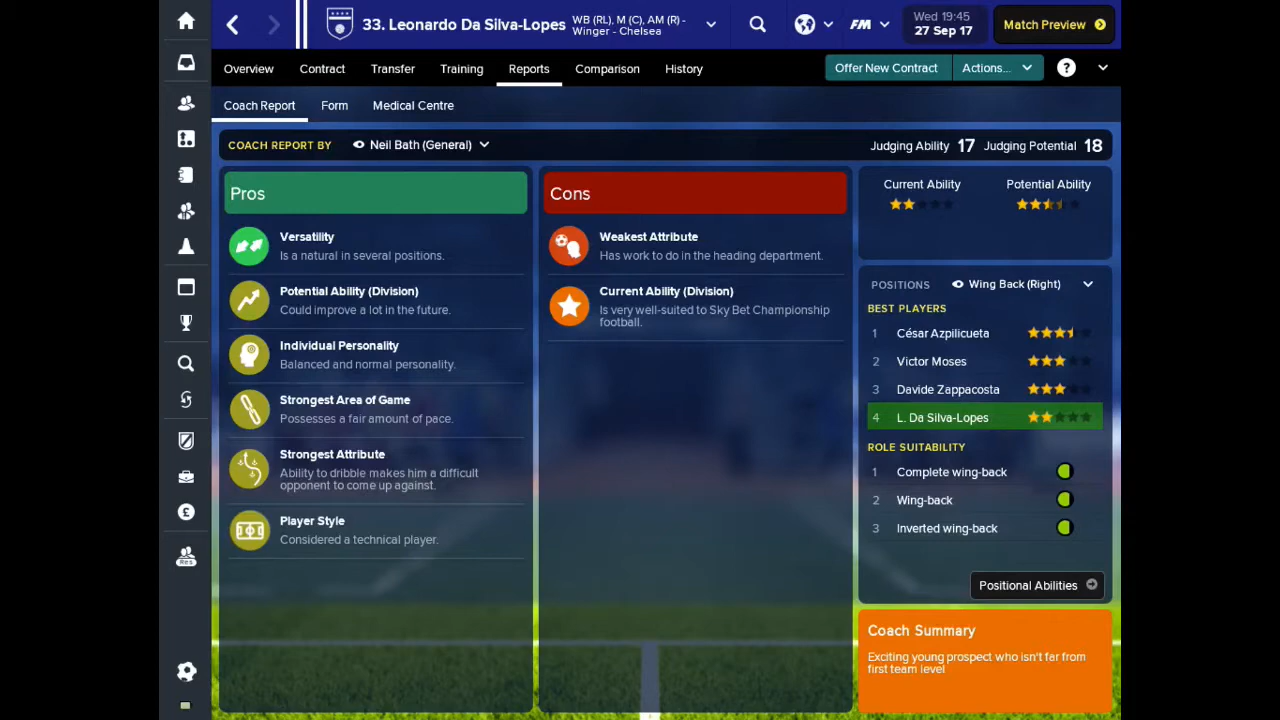 33. Leonardo Da Silva-Lopes
WB (RL), M (C), AM (R) -
Winger - Chelsea
FM
Wed 19:45
27 Sep 17
Match Preview
Overview
Contract
Transfer
Training
Reports
Comparison
History
Offer New Contract
Actions...
?
Coach Report
Form
Medical Centre
COACH REPORT BY
Neil Bath (General)
Judging Ability 17
Judging Potential 18
Pros
Versatility
Is a natural in several positions.
Potential Ability (Division)
Could improve a lot in the future.
Individual Personality
Balanced and normal personality.
Strongest Area of Game
Possesses a fair amount of pace.
Strongest Attribute
Ability to dribble makes him a difficult
opponent to come up against.
Player Style
Considered a technical player.
Cons
Weakest Attribute
Has work to do in the heading department.
Current Ability (Division)
Is very well-suited to Sky Bet Championship
football.
Current Ability
Potential Ability
POSITIONS
Wing Back (Right)
BEST PLAYERS
1 César Azpilicueta
2 Victor Moses
3 Davide Zappacosta
4 L. Da Silva-Lopes
ROLE SUITABILITY
1 Complete wing-back
2 Wing-back
3 Inverted wing-back
Positional Abilities
Coach Summary
Exciting young prospect who isn't far from
first team level
£
Res